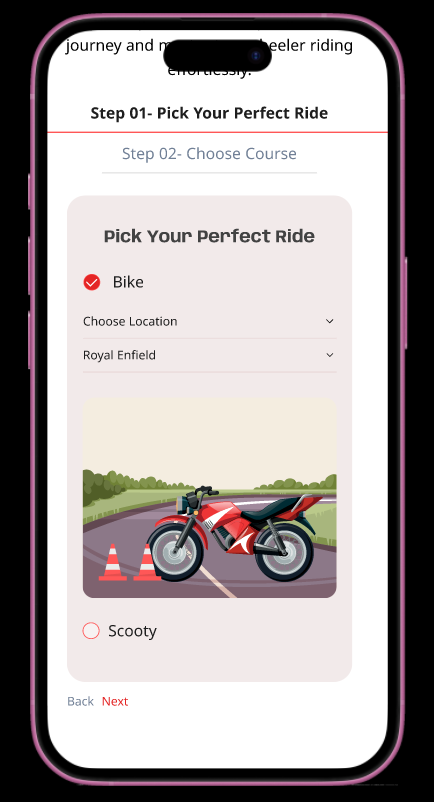 journey and eeler riding
effortlessly.
Step 01- Pick Your Perfect Ride
Step 02- Choose Course
Pick Your Perfect Ride
Bike
Choose Location
Royal Enfield
Scooty
Back Next